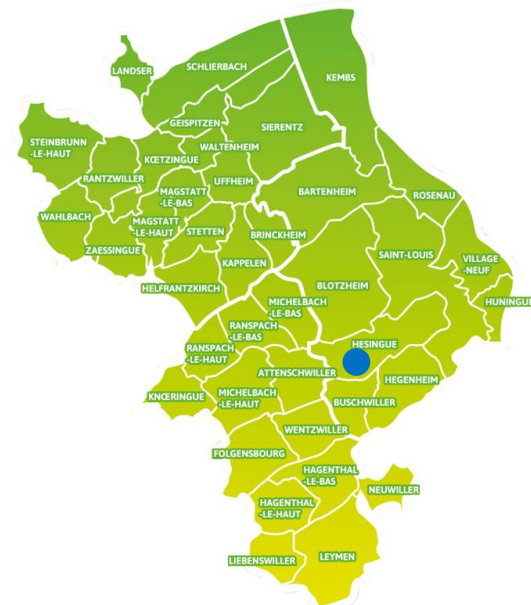 LANDSER
SCHLIERBACH
KEMBS
GEISPITZEN
SIERENTZ
STEINBRUNN
-LE-HAUT
KŒTZINGUE
WALTENHEIM
RANTZWILLER
UFFHEIM
MAGSTATT
-LE-BAS
BARTENHEIM
ROSENAU
WAHLBACH
MAGSTATT
-LE-HAUT
STETTEN
BRINCKHEIM
ZAESSINGUE
KAPPELEN
SAINT-LOUIS
VILLAGE
-NEUF
HELFRANTZKIRCH
BLOTZHEIM
MICHELBACH
-LE-BAS
HUNINGUE
RANSPACH
-LE-BAS
RANSPACH
-LE-HAUT
HESINGUE
ATTENSCHWILLER
HEGENHEIM
KNŒRINGUE
MICHELBACH
-LE-HAUT
BUSCHWILLER
WENTZWILLER
FOLGENSBOURG
HAGENTHAL
-LE-BAS
NEUWILLER
HAGENTHAL
-LE-HAUT
LIEBENSWILLER
LEYMEN